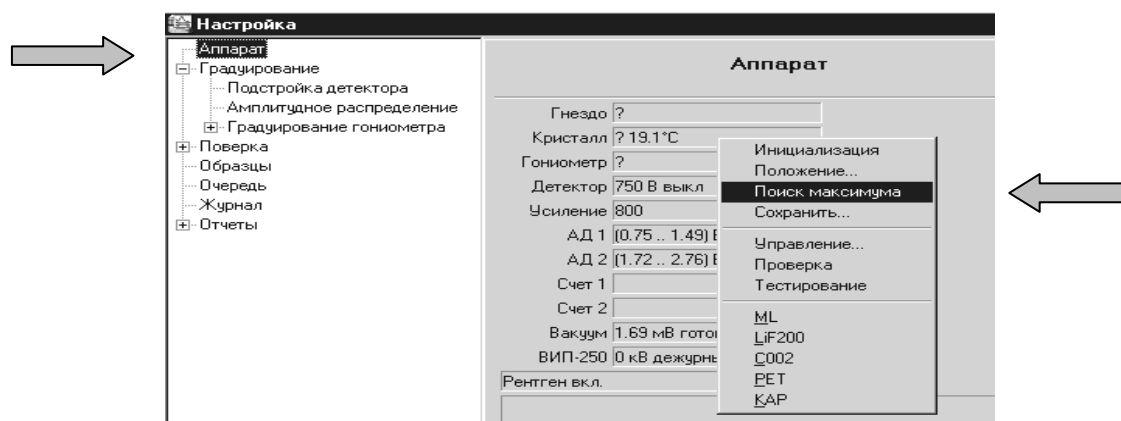 Настройка
Аппарат
Градуирование
Подстройка детектора
Амплитудное распределение
Градуирование гониометра
Поверка
Образцы
Очередь
Журнал
Отчеты
Аппарат
Гнездо ?
Кристалл ? 19.1°C
Гониометр ?
Детектор 750 В выкл
Усиление 800
АД 1 (0.75 .. 1.49)
АД 2 (1.72 .. 2.76)
Счет 1
Счет 2
Вакуум 1.69 мВ
ВИП-250 0 кВ
Рентген вкл.
Инициализация
Положение...
Поиск максимума
Сохранить...
Управление...
Проверка
Тестирование
ML
LiF200
C002
PET
KAP